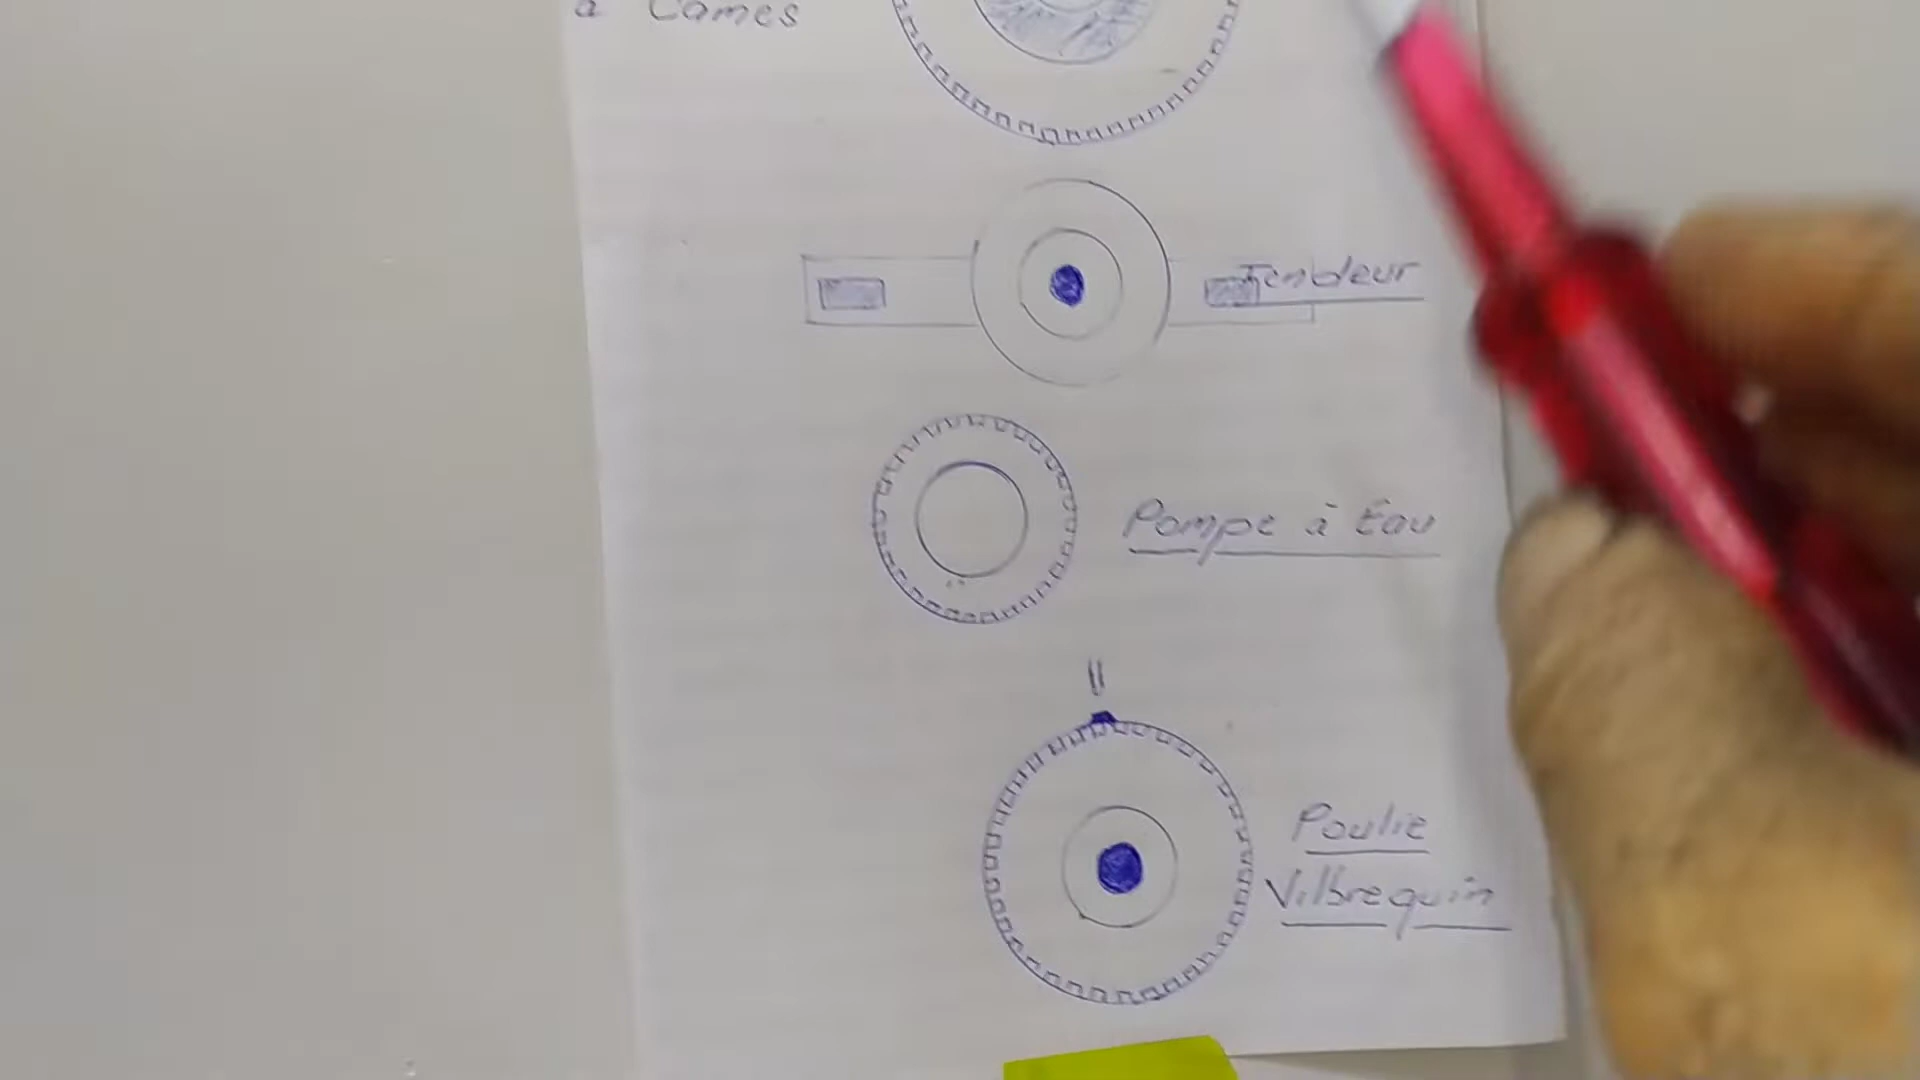 à Cames
Tendeur
Pompe à Eau
Poulie
Vilbrequin